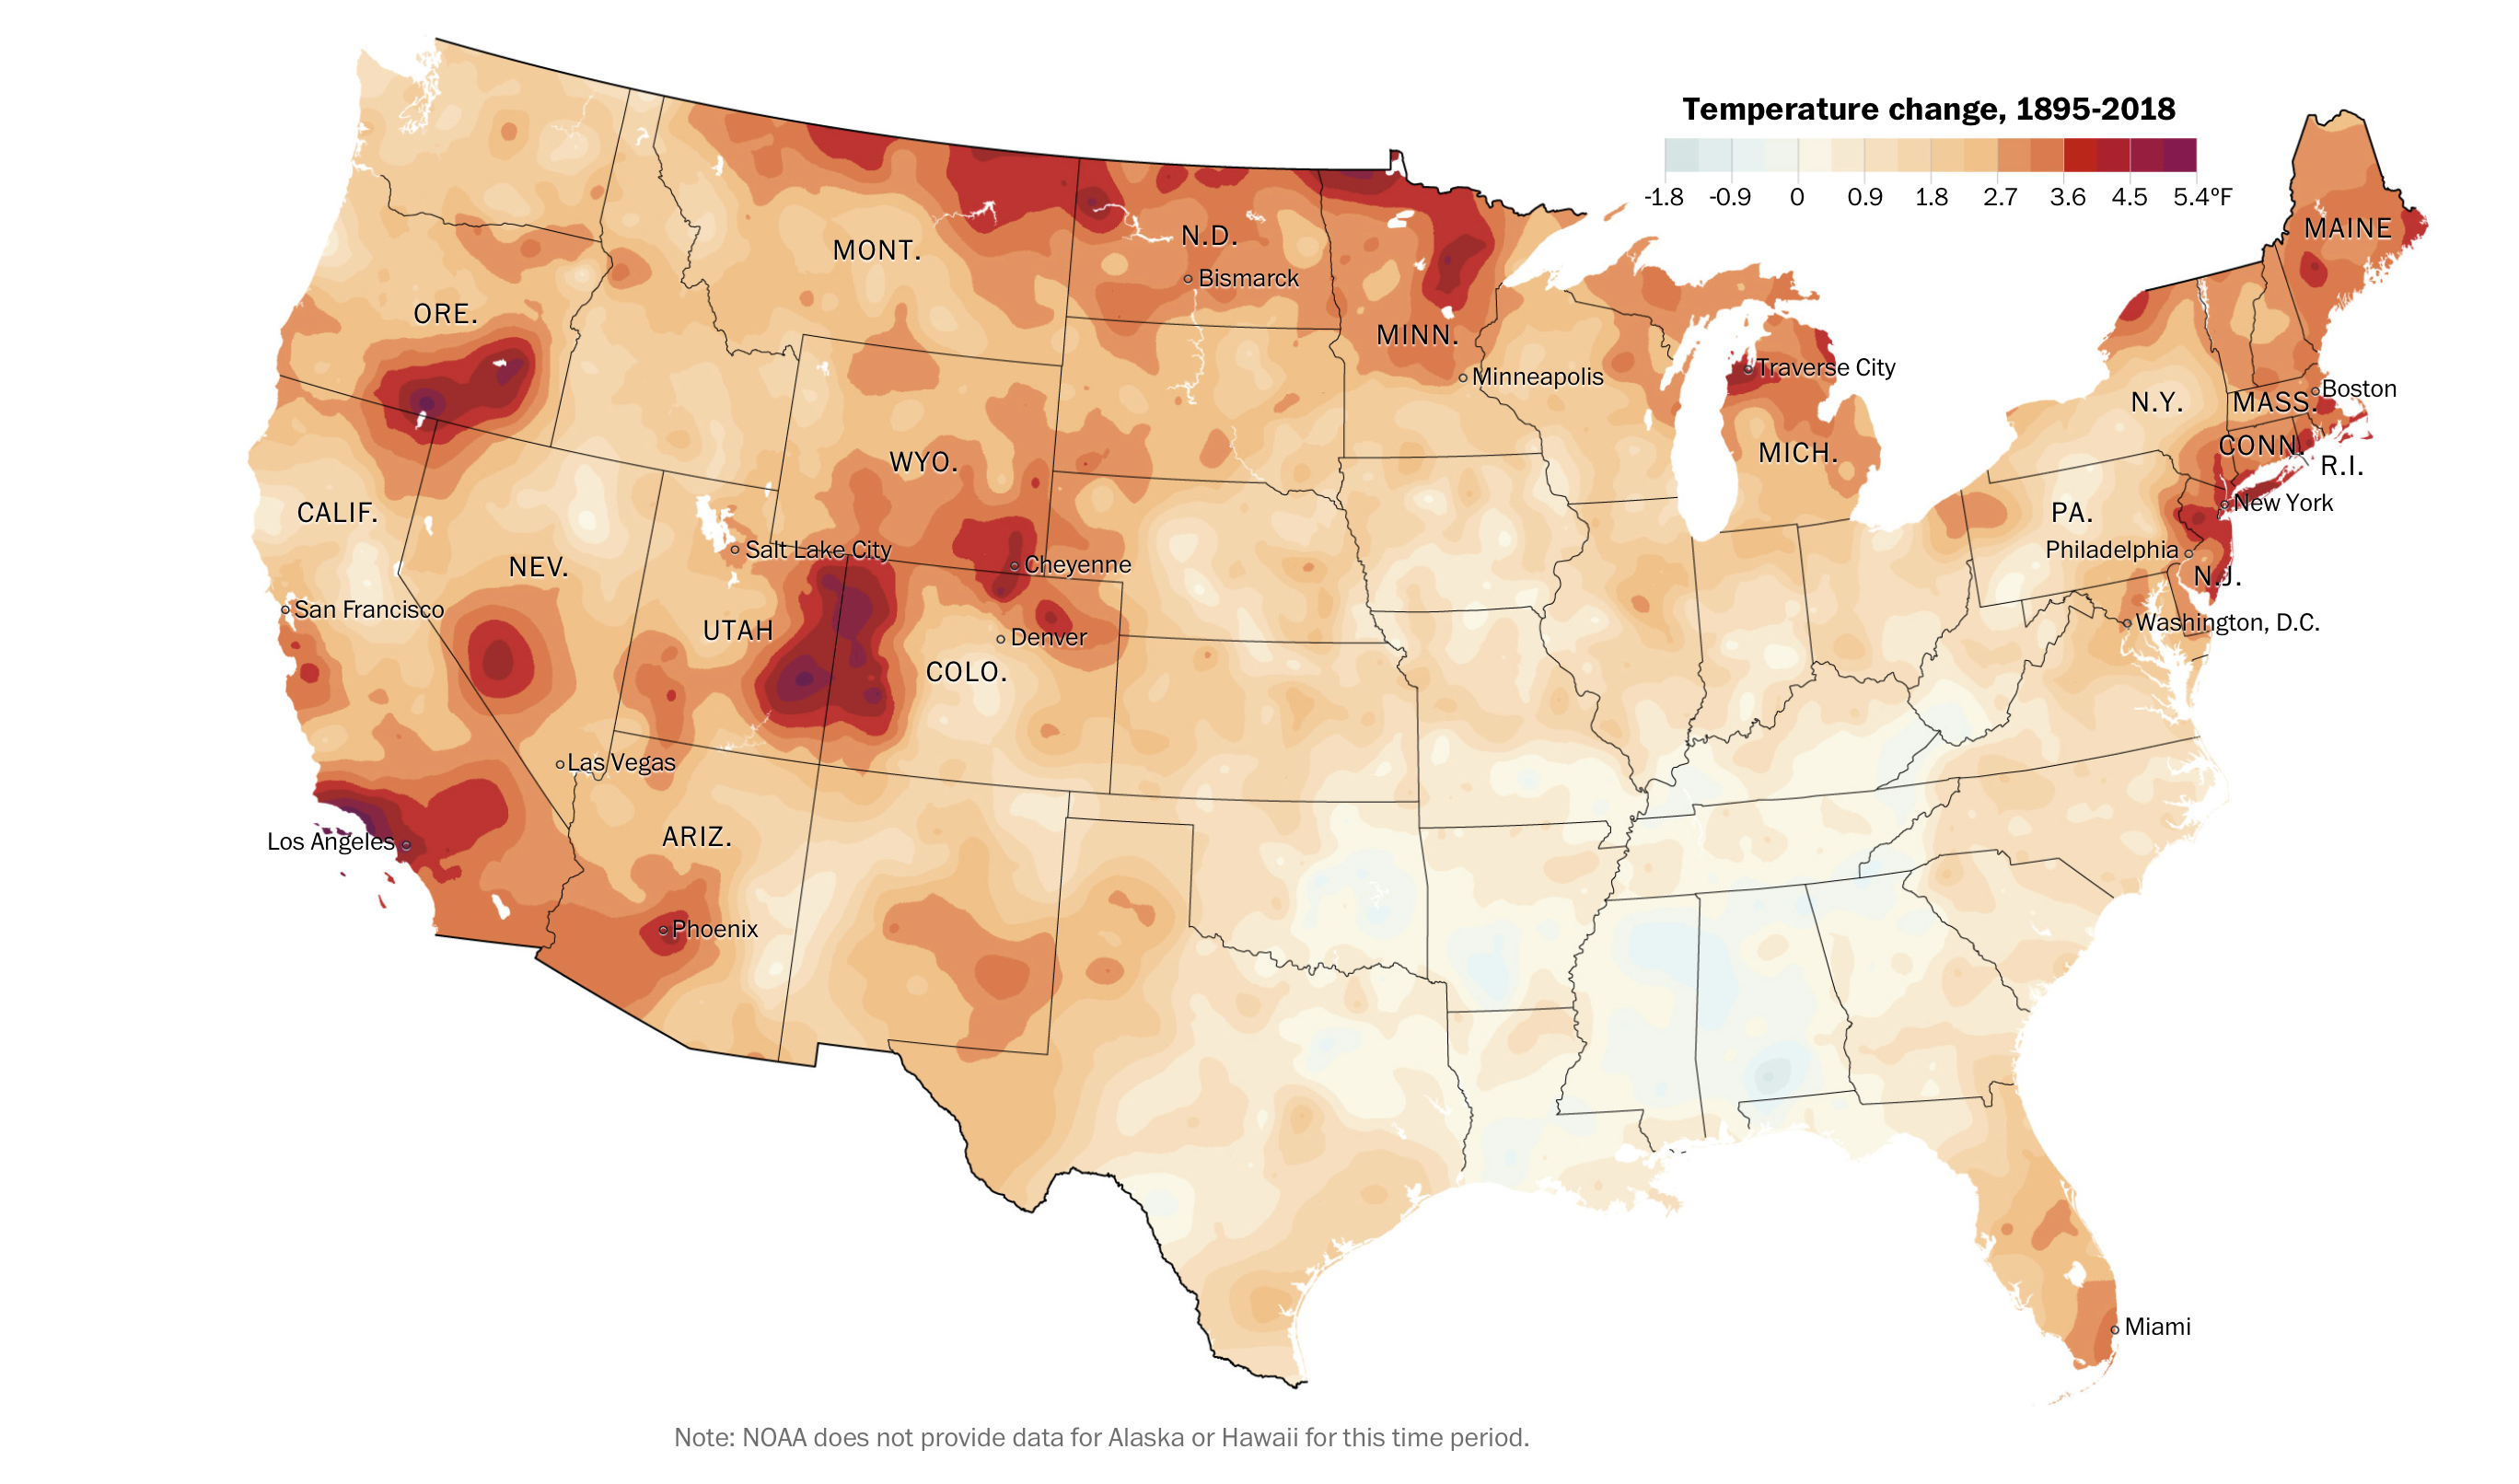 Temperature change, 1895-2018
-1.8 -0.9 0 0.9 1.8 2.7 3.6 4.5 5.4°F
MAINE
MONT.
N.D.
Bismarck
ORE.
MINN.
Traverse City
Minneapolis
Boston
N.Y.
MASS.
CONN.
MICH.
WYO.
R.I.
New York
CALIF.
PA.
Salt Lake City
Philadelphia
Cheyenne
NEV.
N.J.
San Francisco
Washington, D.C.
UTAH
Denver
COLO.
Las Vegas
ARIZ.
Los Angeles
Phoenix
Miami
Note: NOAA does not provide data for Alaska or Hawaii for this time period.